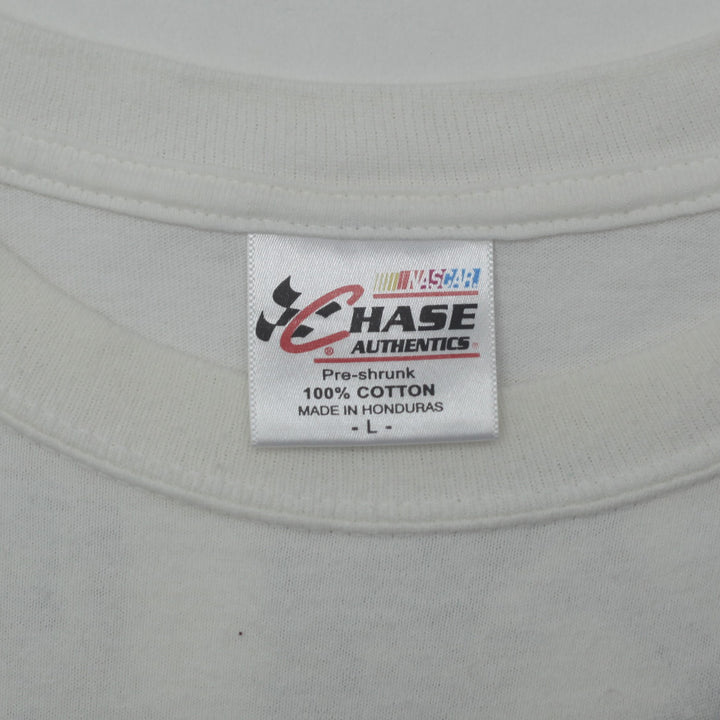 NASCAR
CHASE
AUTHENTICS®
®
Pre-shrunk
100% COTTON
MADE IN HONDURAS
- L -